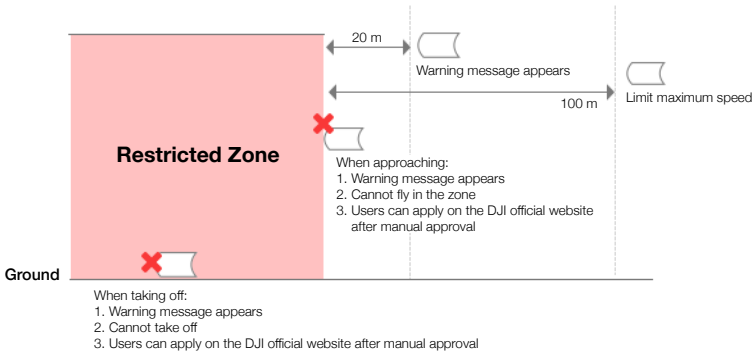 20 m
Warning message appears
100 m
Limit maximum speed
Restricted Zone
When approaching:
1. Warning message appears
2. Cannot fly in the zone
3. Users can apply on the DJI official website
after manual approval
Ground
When taking off:
1. Warning message appears
2. Cannot take off
3. Users can apply on the DJI official website after manual approval